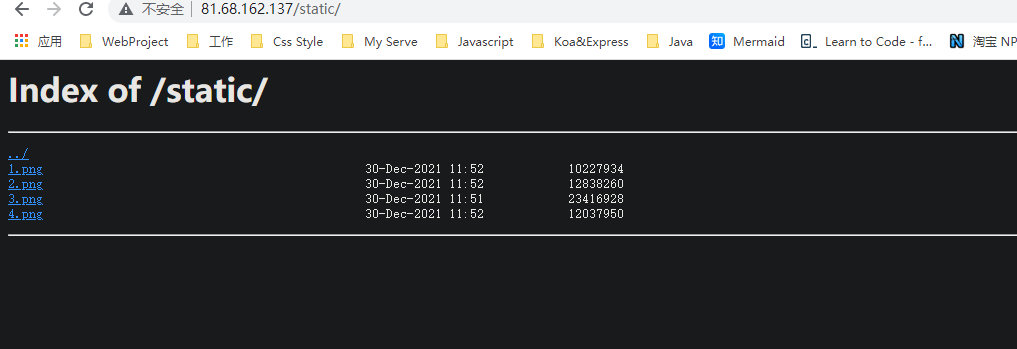 不安全 81.68.162.137/static/
应用 WebProject 工作 Css Style My Serve Javascript Koa&Express Java 知 Mermaid Learn to Code - f... N 淘宝 NP
Index of /static/
../
1.png 30-Dec-2021 11:52 10227934
2.png 30-Dec-2021 11:52 12838260
3.png 30-Dec-2021 11:51 23416928
4.png 30-Dec-2021 11:52 12037950